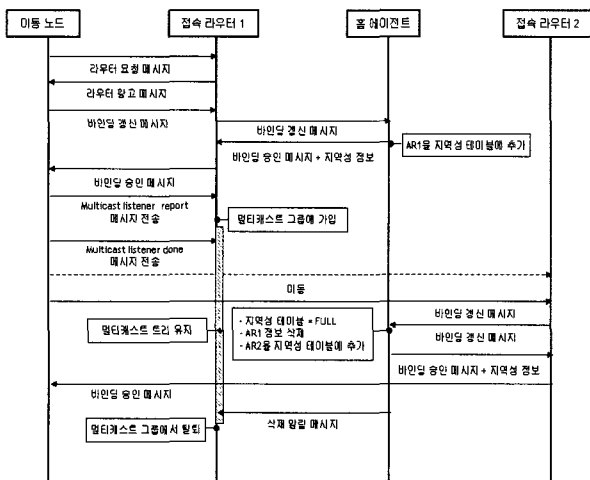 이동 노드
접속 라우터 1
홈 에이전트
접속 라우터 2
라우터 요청 메시지
라우터 광고 메시지
바인딩 갱신 메시지
바인딩 갱신 메시지
AR1을 지역성 테이블에 추가
바인딩 승인 메시지 + 지역성 정보
바인딩 승인 메시지
Multicast listener report
메시지 전송
멀티캐스트 그룹에 가입
Multicast listener done
메시지 전송
이동
바인딩 갱신 메시지
멀티캐스트 트리 유지
- 지역성 테이블 = FULL
- AR1 정보 삭제
- AR2을 지역성 테이블에 추가
바인딩 갱신 메시지
바인딩 승인 메시지 + 지역성 정보
바인딩 승인 메시지
삭제 알림 메시지
멀티캐스트 그룹에서 탈퇴